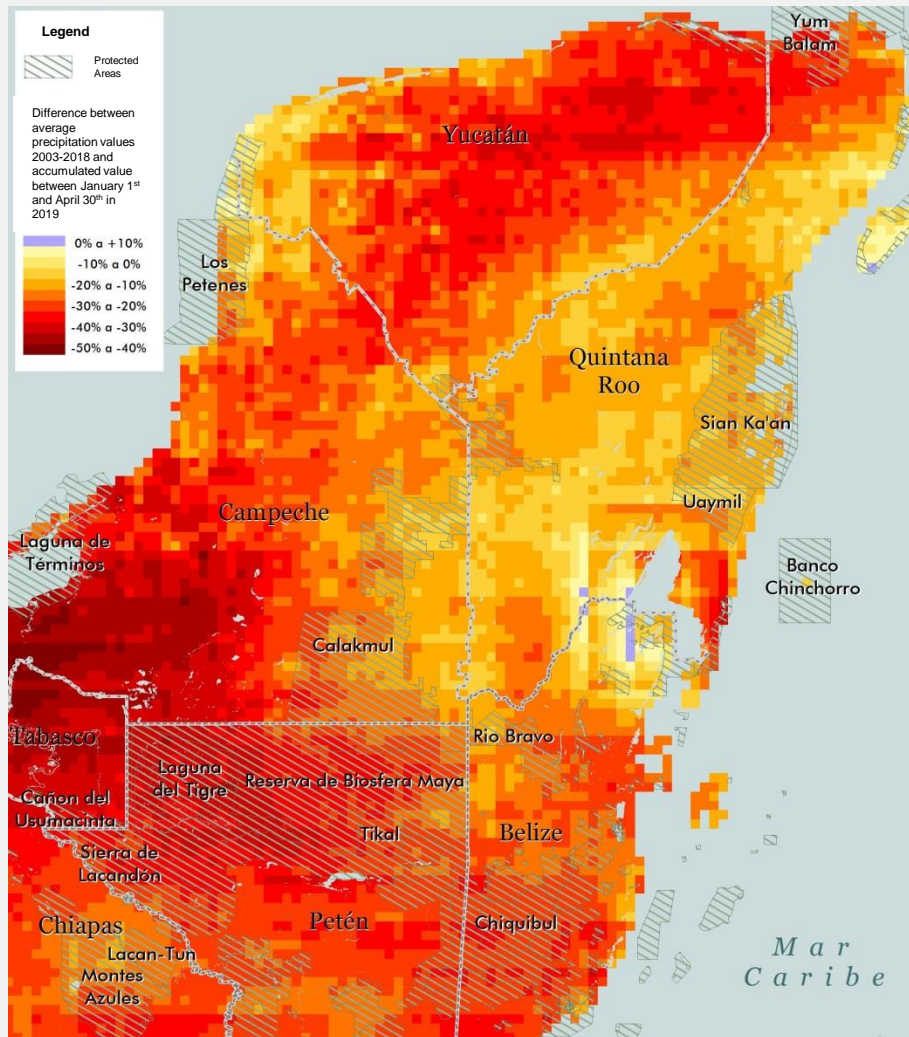 Legend
Protected
Areas
Difference between
average
precipitation values
2003-2018 and
accumulated value
between January 1st
and April 30th in
2019
0% a +10%
-10% a 0%
-20% a -10%
-30% a -20%
-40% a -30%
-50% a -40%
Yum
Balam
Yucatán
Los
Petenes
Quintana
Roo
Sian Ka'an
Uaymil
Campeche
Laguna de
Términos
Banco
Chinchorro
Calakmul
Tabasco
Rio Bravo
Laguna
del Tigre
Reserva de Biosfera Maya
Cañon del
Usumacinta
Tikal
Belize
Sierra de
Lacandón
Chiapas
Petén
Chiquibul
Lacan-Tun
Montes
Azules
Mar
Caribe